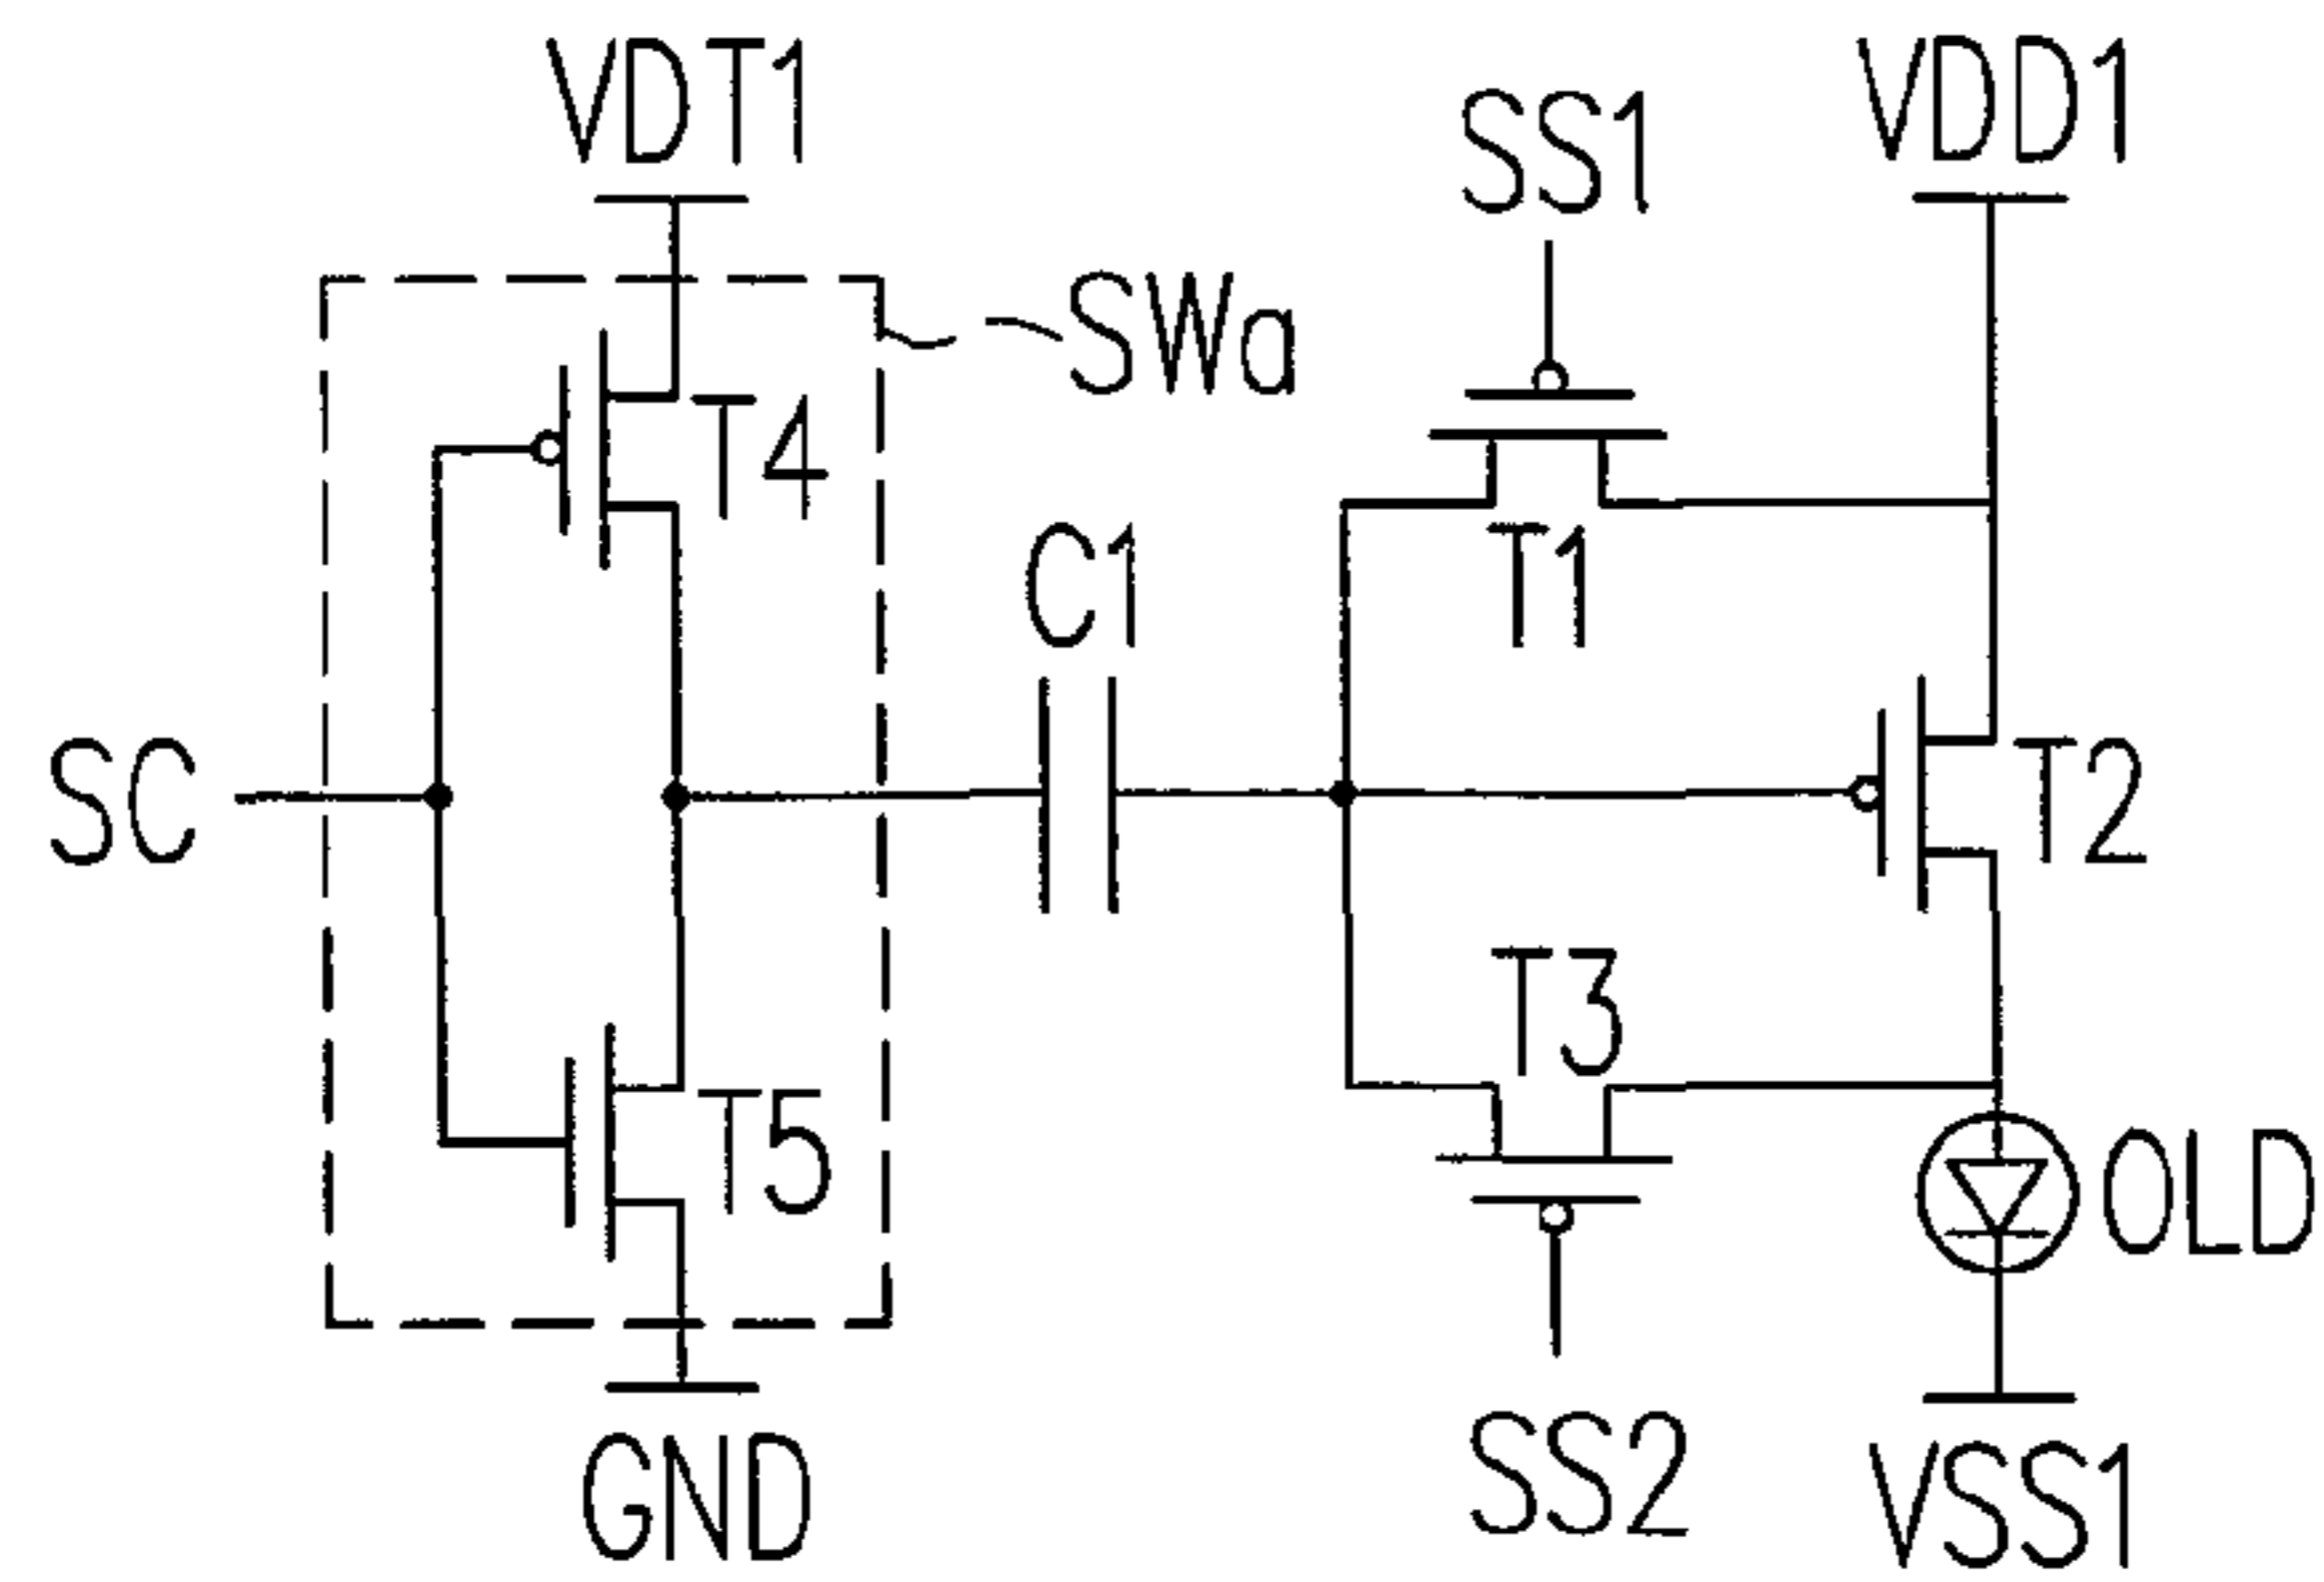 VDT1
VDD1
SS1
SWa
T4
C1
T1
SC
T2
T3
T5
OLD
SS2
GND
VSS1